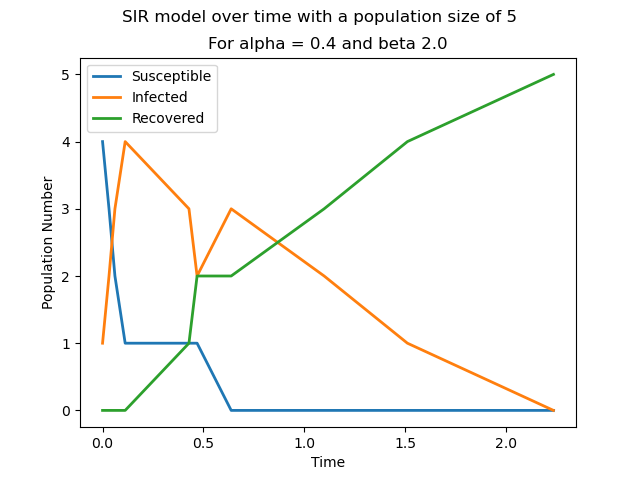 SIR model over time with a population size of 5
For alpha = 0.4 and beta 2.0
Susceptible
Infected
Recovered
Population Number
5
4
3
2
1
0
0.0
0.5
1.0
1.5
2.0
Time